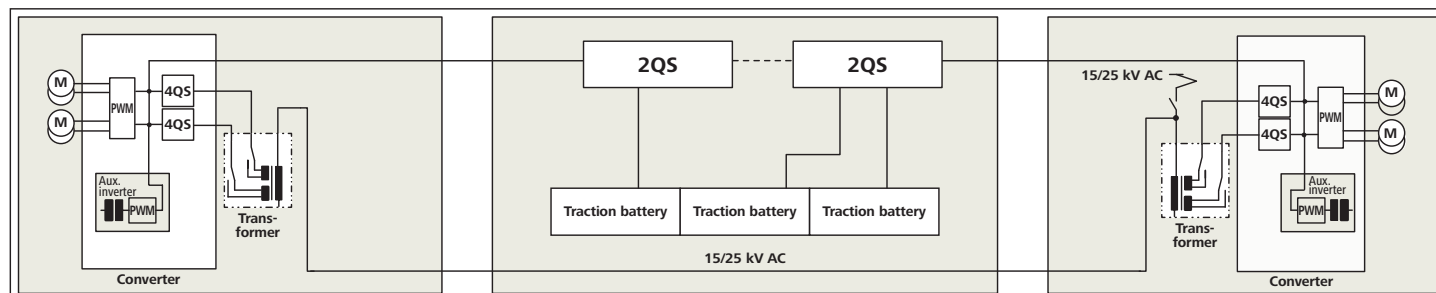 M
M
PWM
4QS
4QS
Aux.
inverter
PWM
Trans-
former
Converter
2QS
2QS
Traction battery
Traction battery
Traction battery
15/25 kV AC
15/25 kV AC
4QS
4QS
PWM
M
M
Aux.
inverter
PWM
Trans-
former
Converter